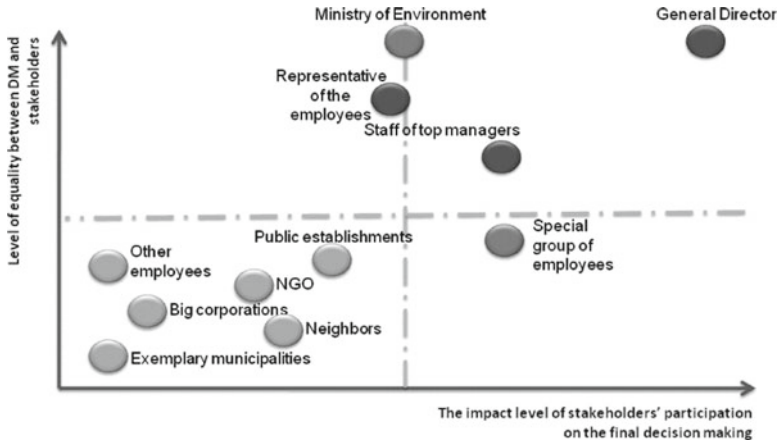 Ministry of Environment
General Director
Level of equality between DM and
stakeholders
Representative
of the
employees
Staff of top managers
Public establishments
Special
group of
employees
Other
employees
NGO
Big corporations
Neighbors
Exemplary municipalities
The impact level of stakeholders' participation
on the final decision making